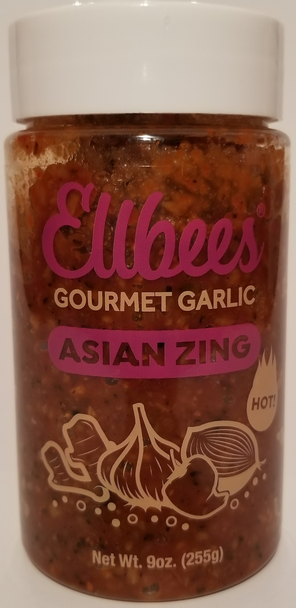 Ellbees®
GOURMET GARLIC
ASIAN ZING
HOT!
Net Wt. 9oz. (255g)